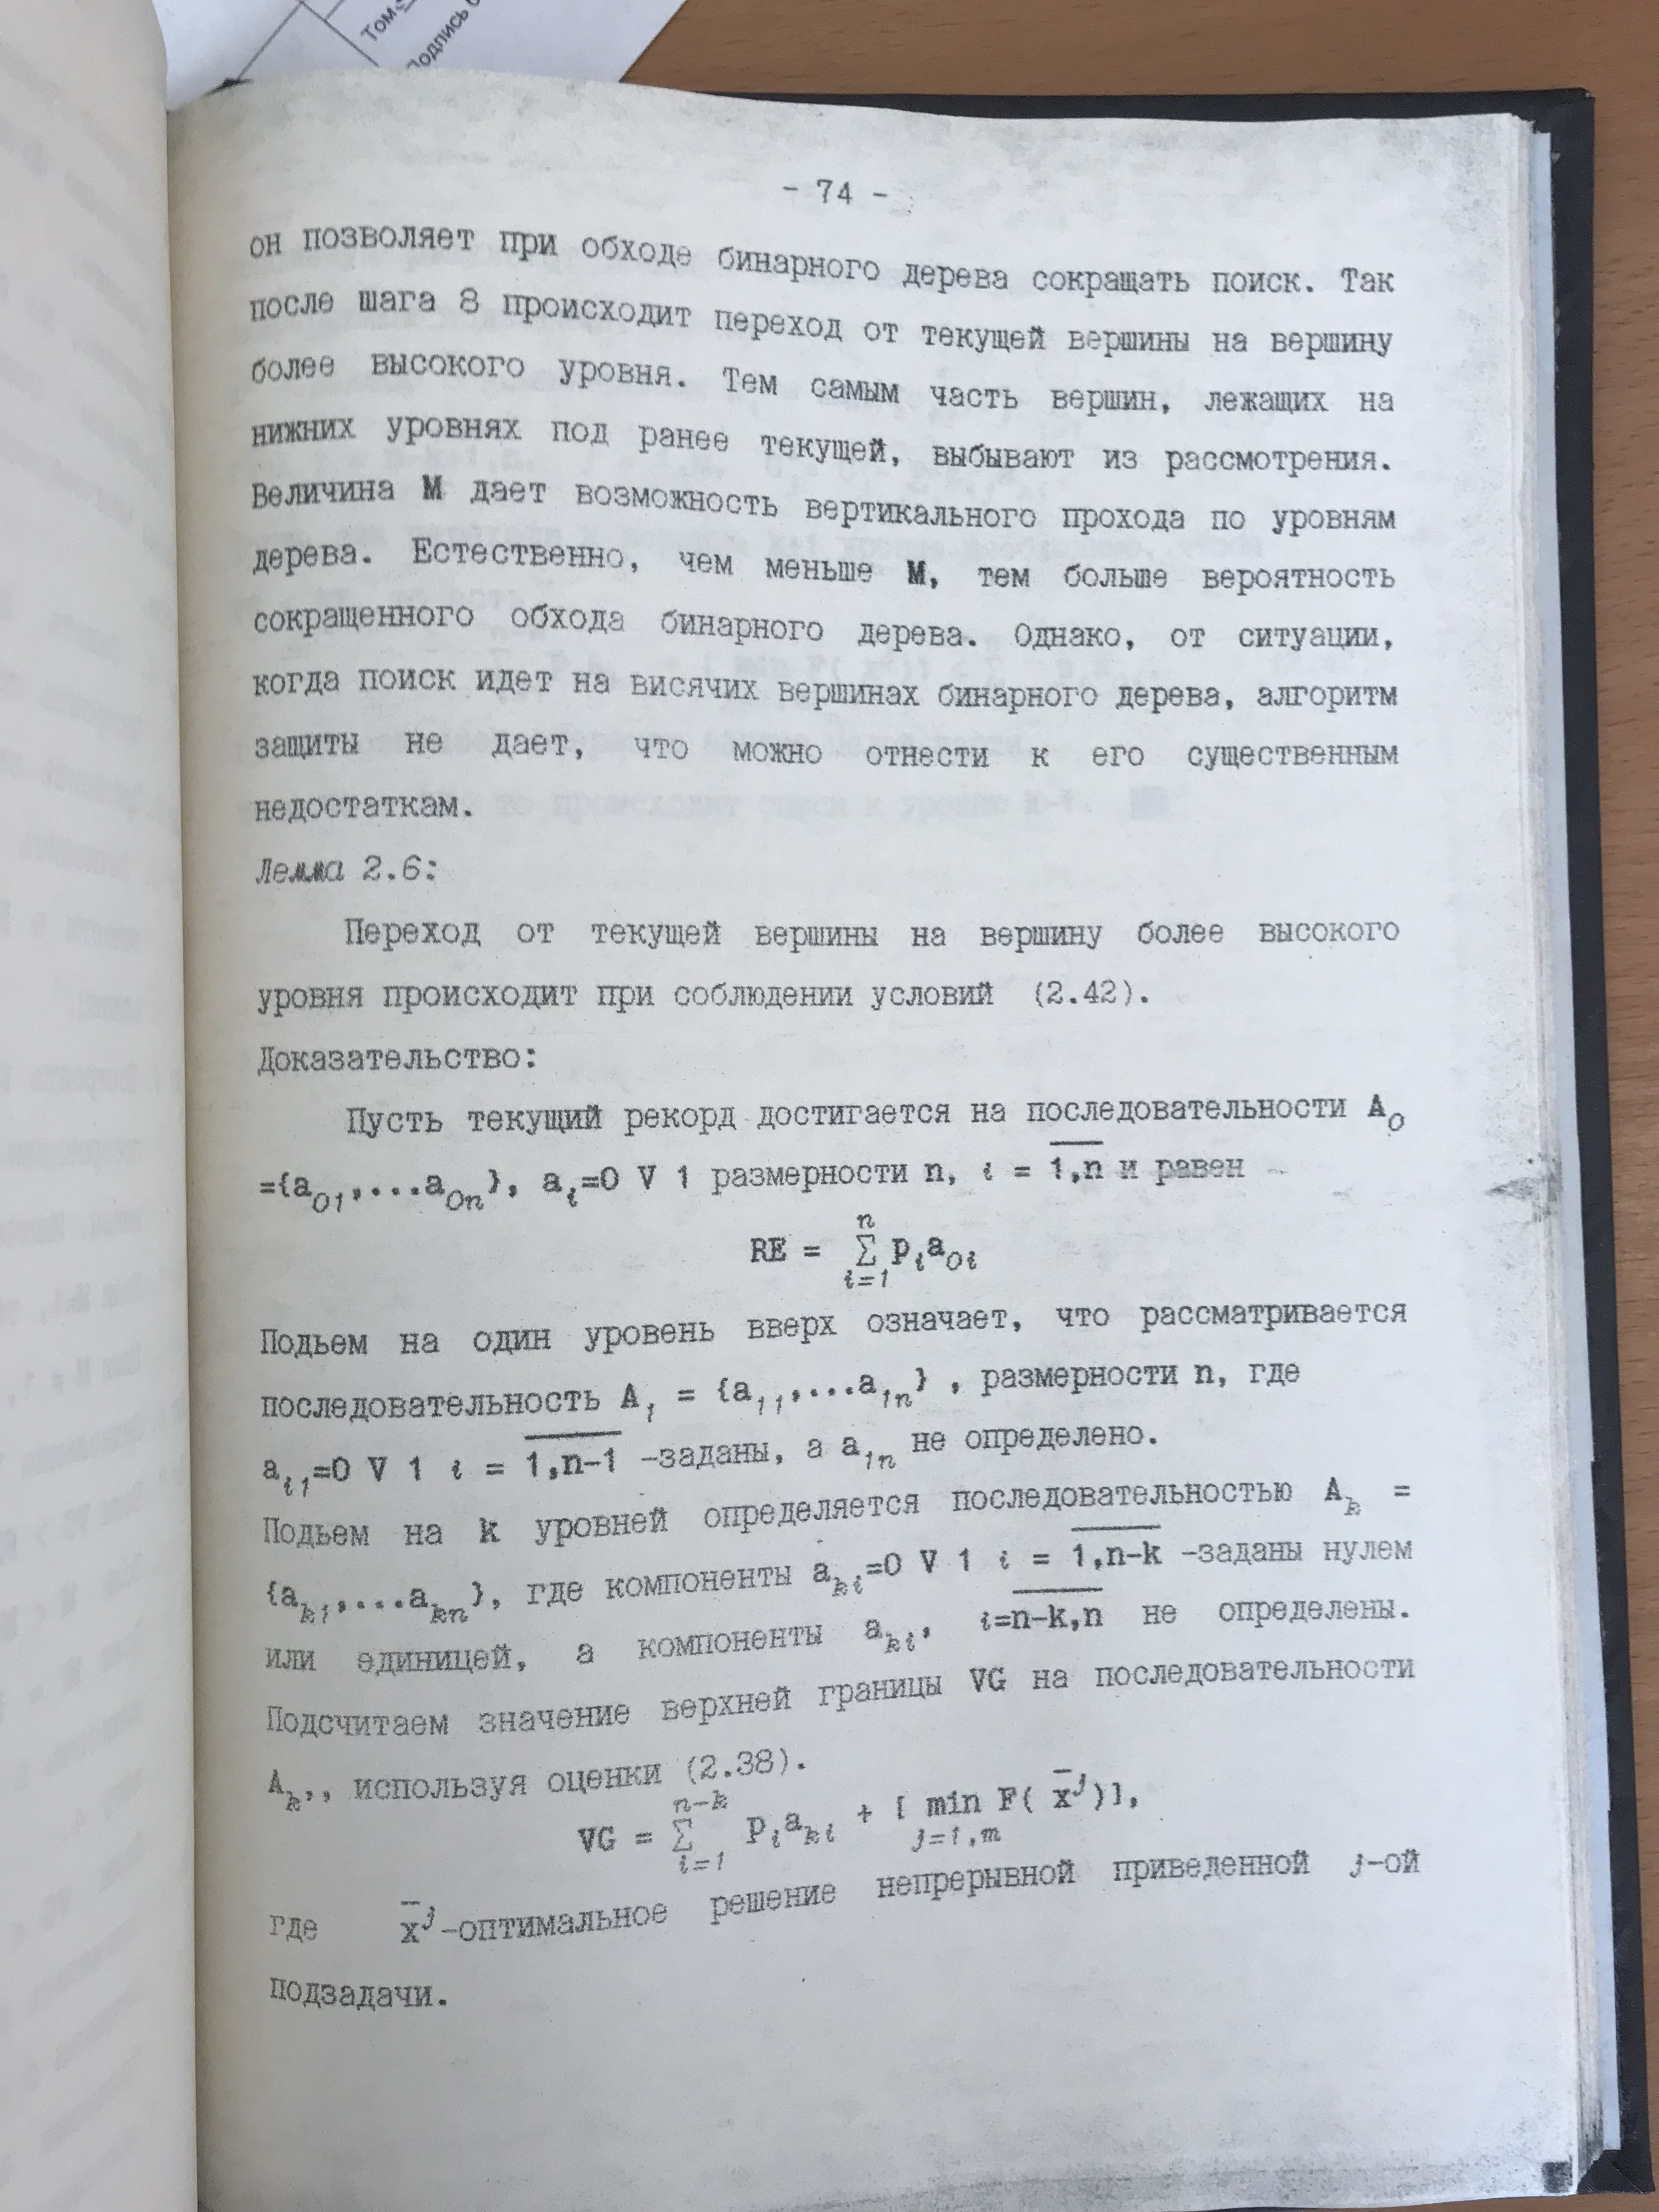 Том
Подпись
- 74 -
он позволяет при обходе бинарного дерева сокращать поиск. Так
после шага 8 происходит переход от текущей вершины на вершину
более высокого уровня. Тем самым часть вершин, лежащих на
нижних уровнях под ранее текущей, выбывают из рассмотрения.
Величина M дает возможность вертикального прохода по уровням
дерева. Естественно, чем меньше M, тем больше вероятность
сокращенного обхода бинарного дерева. Однако, от ситуации,
когда поиск идет на висячих вершинах бинарного дерева, алгоритм
защиты не дает, что можно отнести к его существенным
недостаткам.
Лемма 2.6:
Переход от текущей вершины на вершину более высокого
уровня происходит при соблюдении условий (2.42).
Доказательство:
Пусть текущий рекорд достигается на последовательности A_0
={a_{01},...a_{0n}}, a_i=0 V 1 размерности n, i = \overline{1,n} и равен
RE = \sum_{i=1}^{n} p_i a_{0i}
Подьем на один уровень вверх означает, что рассматривается
последовательность A_1 = {a_{11},...a_{1n}} , размерности n, где
a_{i1}=0 V 1 i = \overline{1,n-1} -заданы, а a_{1n} не определено.
Подьем на k уровней определяется последовательностью A_k =
{a_{k1},...a_{kn}}, где компоненты a_{ki}=0 V 1 i = \overline{1,n-k} -заданы нулем
или единицей, а компоненты a_{ki}, i=\overline{n-k,n} не определены.
Подсчитаем значение верхней границы VG на последовательности
A_k,, используя оценки (2.38).
VG = \sum_{i=1}^{n-k} p_i a_{ki} + [ min_{j=1,m} F( \overline{x}^j)],
где \overline{x}^j-оптимальное решение непрерывной приведенной j-ой
подзадачи.